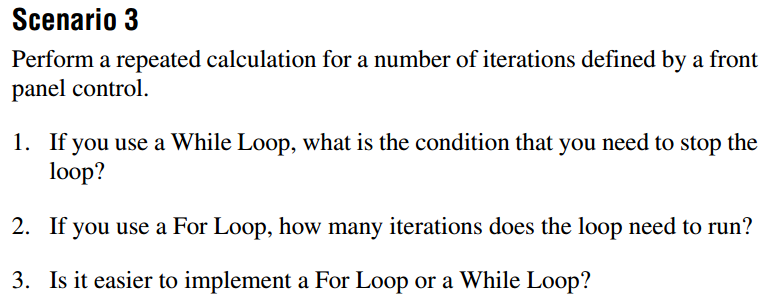 Scenario 3
Perform a repeated calculation for a number of iterations defined by a front
panel control.
1. If you use a While Loop, what is the condition that you need to stop the
loop?
2. If you use a For Loop, how many iterations does the loop need to run?
3. Is it easier to implement a For Loop or a While Loop?